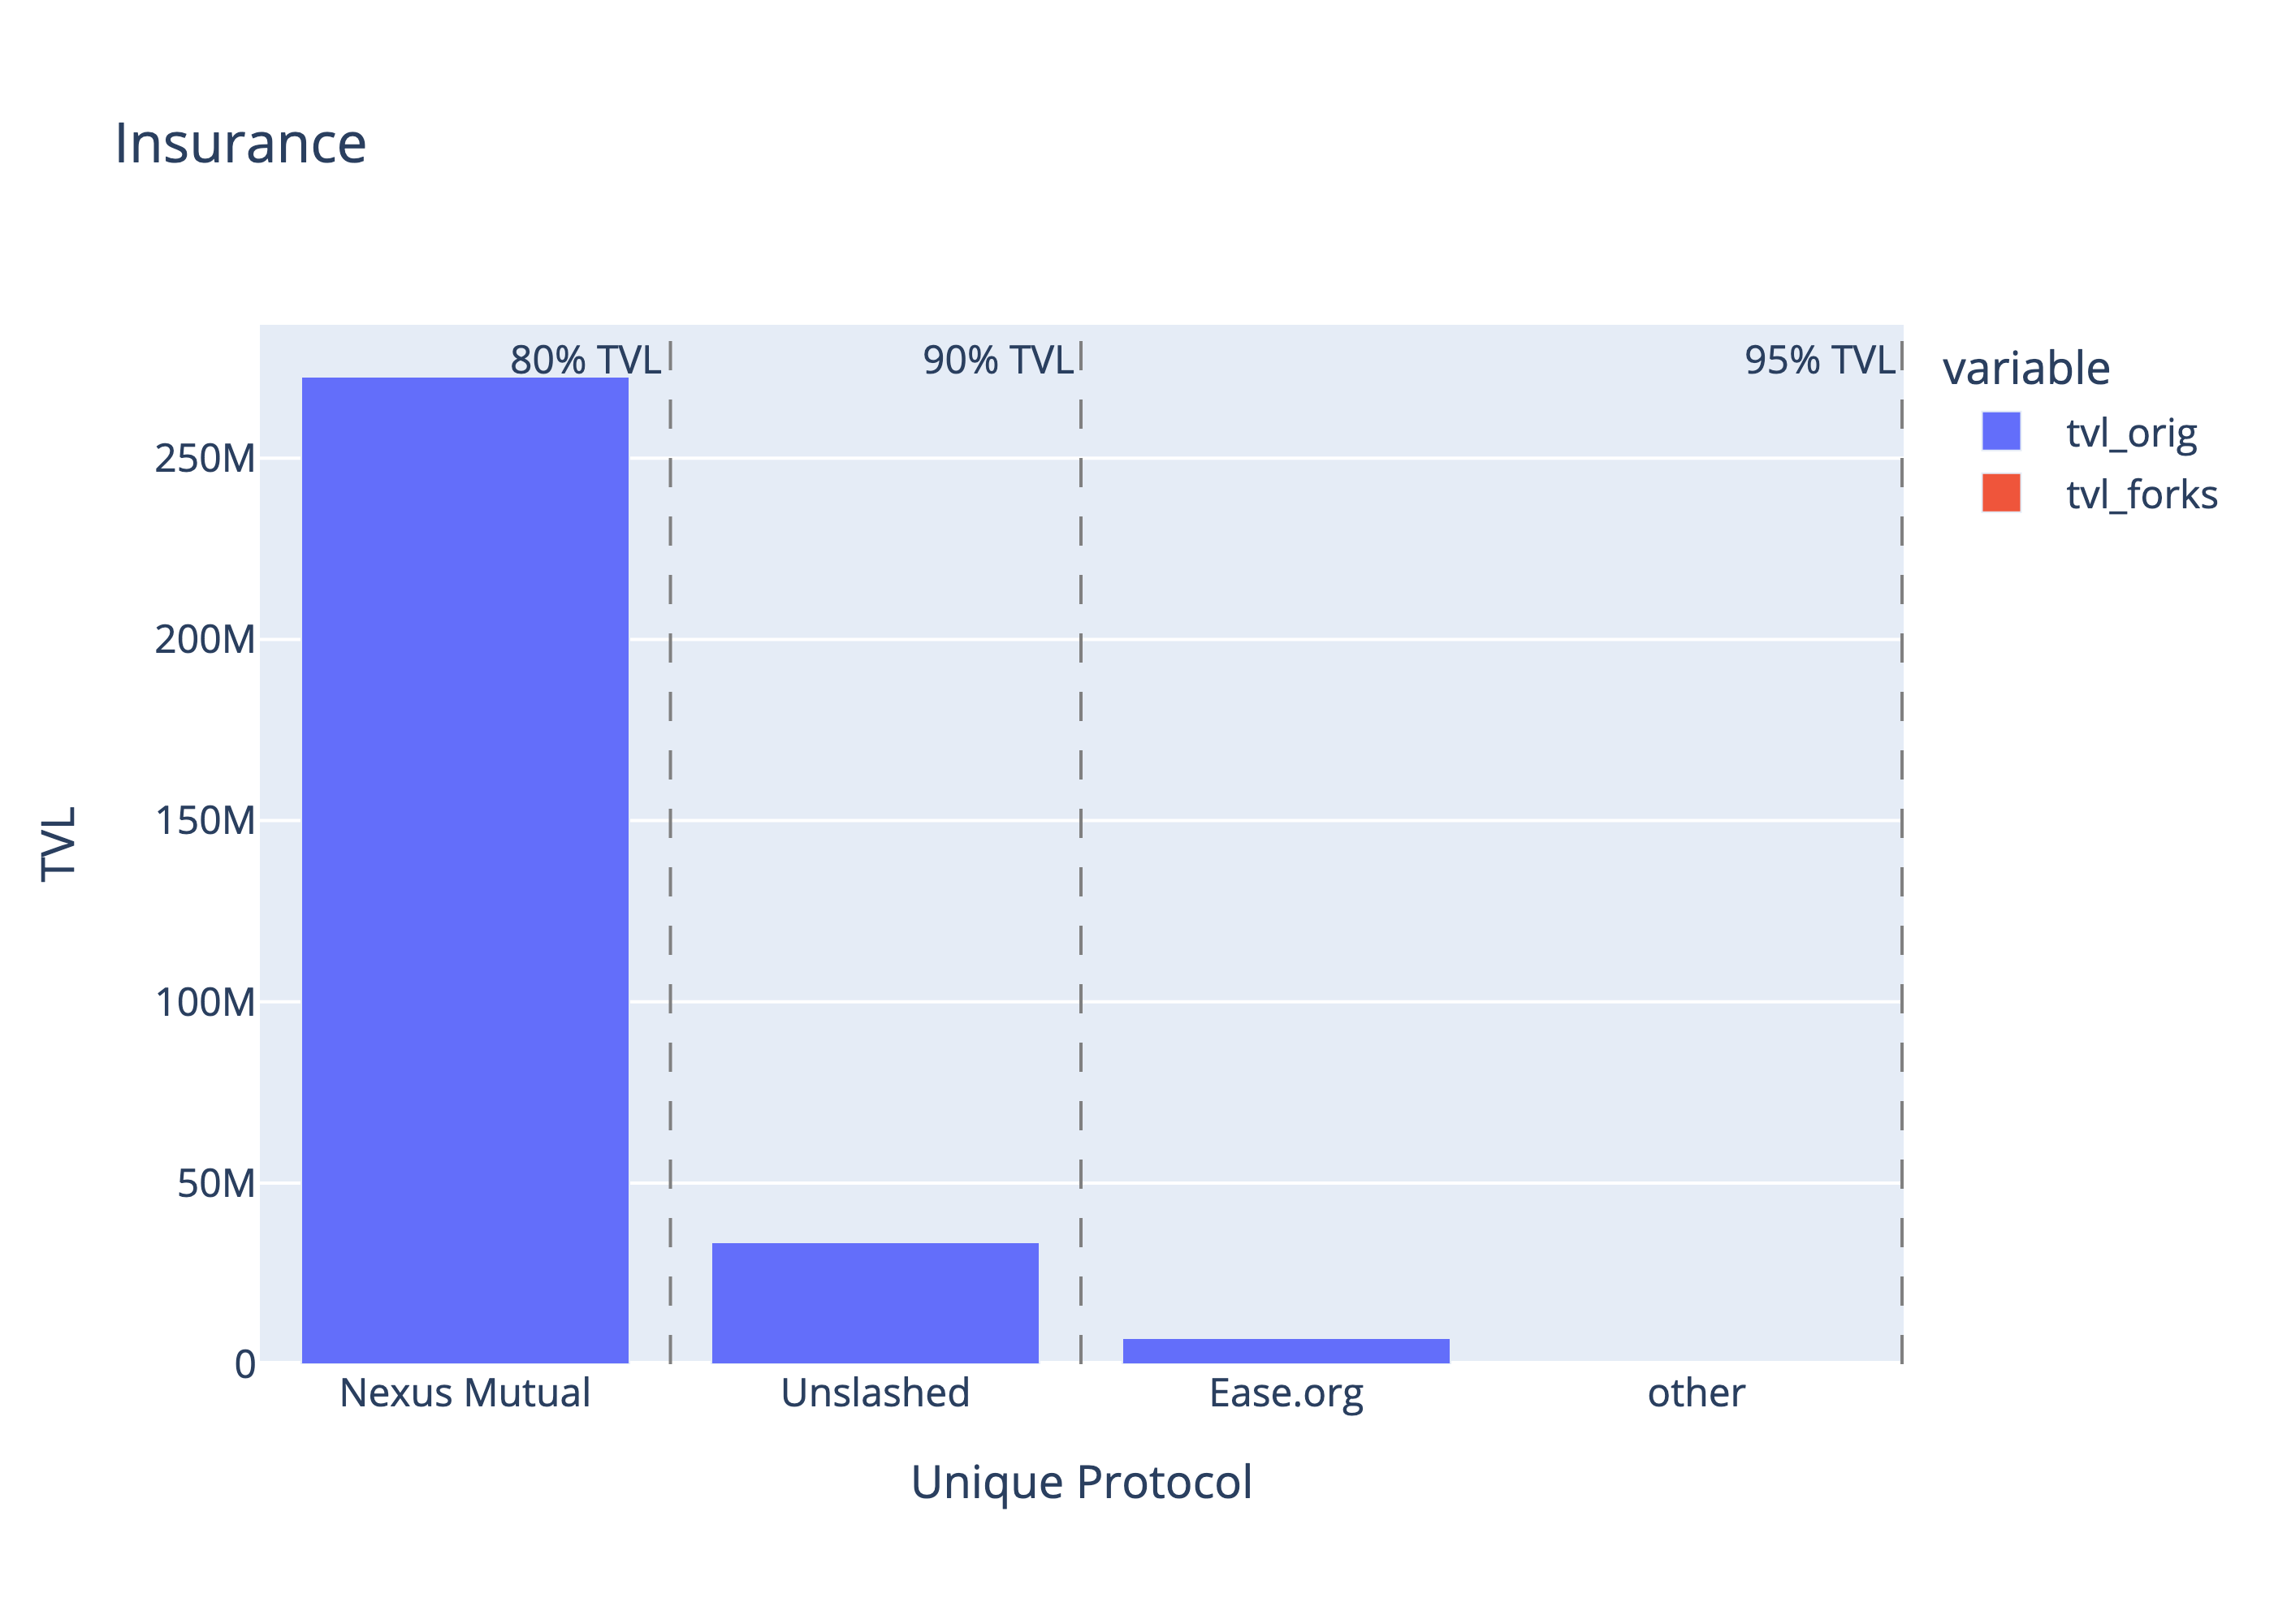 Insurance
80% TVL
90% TVL
95% TVL
variable
tvl_orig
tvl_forks
250M
200M
150M
100M
50M
0
TVL
Nexus Mutual
Unslashed
Ease.org
other
Unique Protocol